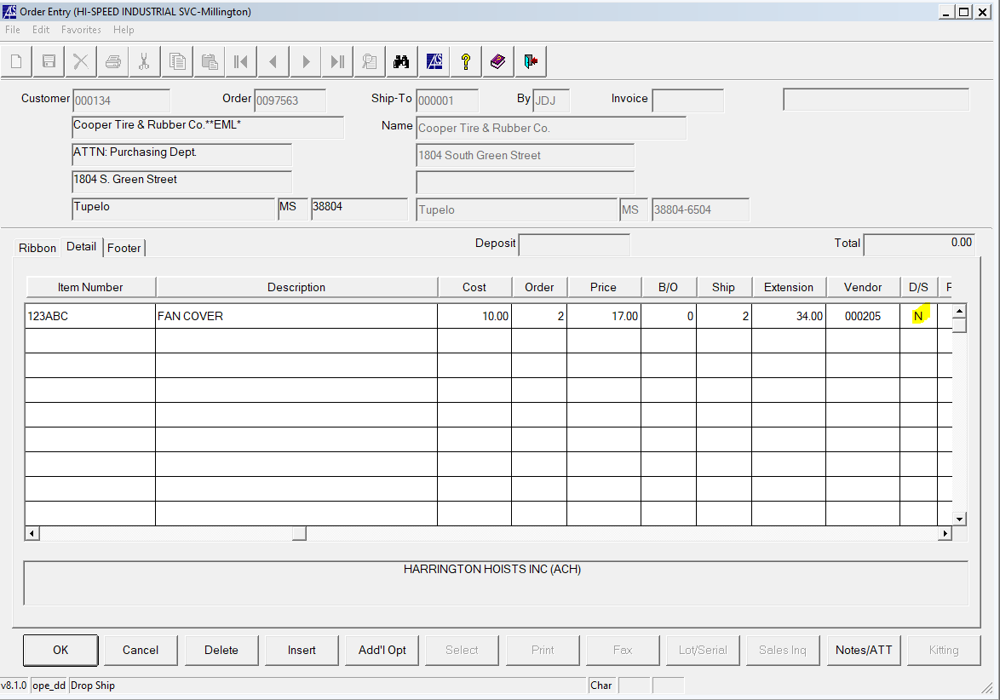 Order Entry (HI-SPEED INDUSTRIAL SVC-Millington)
File Edit Favorites Help
Customer 000134 Order 0097563 Ship-To 000001 By JDJ Invoice
Cooper Tire & Rubber Co.**EML* Name Cooper Tire & Rubber Co.
ATTN: Purchasing Dept. 1804 South Green Street
1804 S. Green Street
Tupelo MS 38804 Tupelo MS 38804-6504
Ribbon Detail Footer Deposit Total 0.00
Item Number Description Cost Order Price B/O Ship Extension Vendor D/S
123ABC FAN COVER 10.00 2 17.00 0 2 34.00 000205 N
HARRINGTON HOISTS INC (ACH)
OK Cancel Delete Insert Add'l Opt Select Print Fax Lot/Serial Sales Inq Notes/ATT Kitting
v8.1.0 ope_dd Drop Ship Char